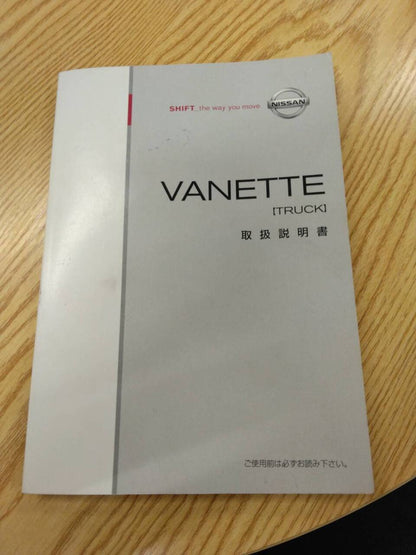 SHIFT_the way you move
NISSAN
VANETTE
[TRUCK]
取扱説明書
ご使用前は必ずお読み下さい。